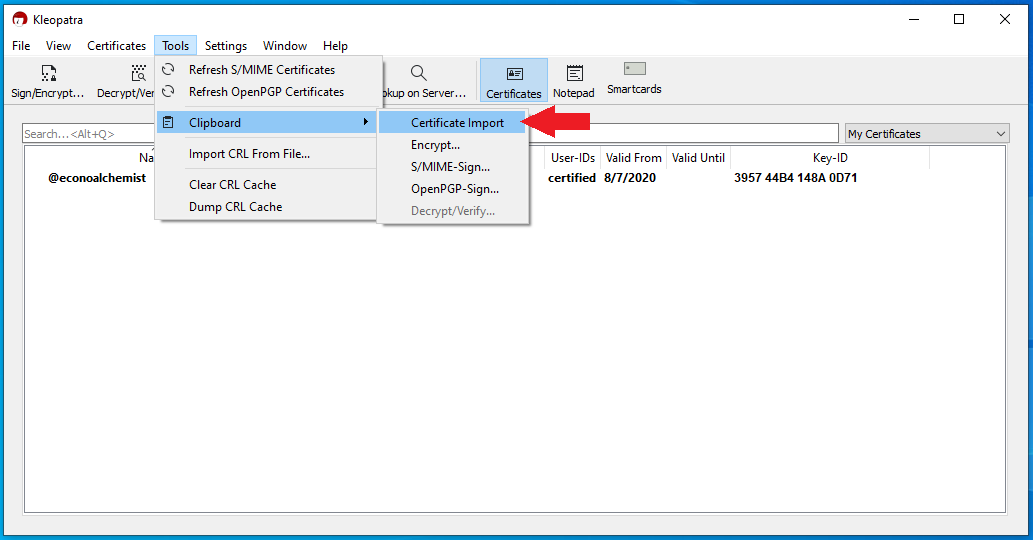 Kleopatra
File View Certificates Tools Settings Window Help
Sign/Encrypt... Decrypt/Ve
Refresh S/MIME Certificates
Refresh OpenPGP Certificates
Clipboard
Import CRL From File...
Clear CRL Cache
Dump CRL Cache
Certificate Import
Encrypt...
S/MIME-Sign...
OpenPGP-Sign...
Decrypt/Verify...
kup on Server... Certificates Notepad Smartcards
Search...<Alt+Q> My Certificates
Na User-IDs Valid From Valid Until Key-ID
@econoalchemist certified 8/7/2020 3957 44B4 148A 0D71